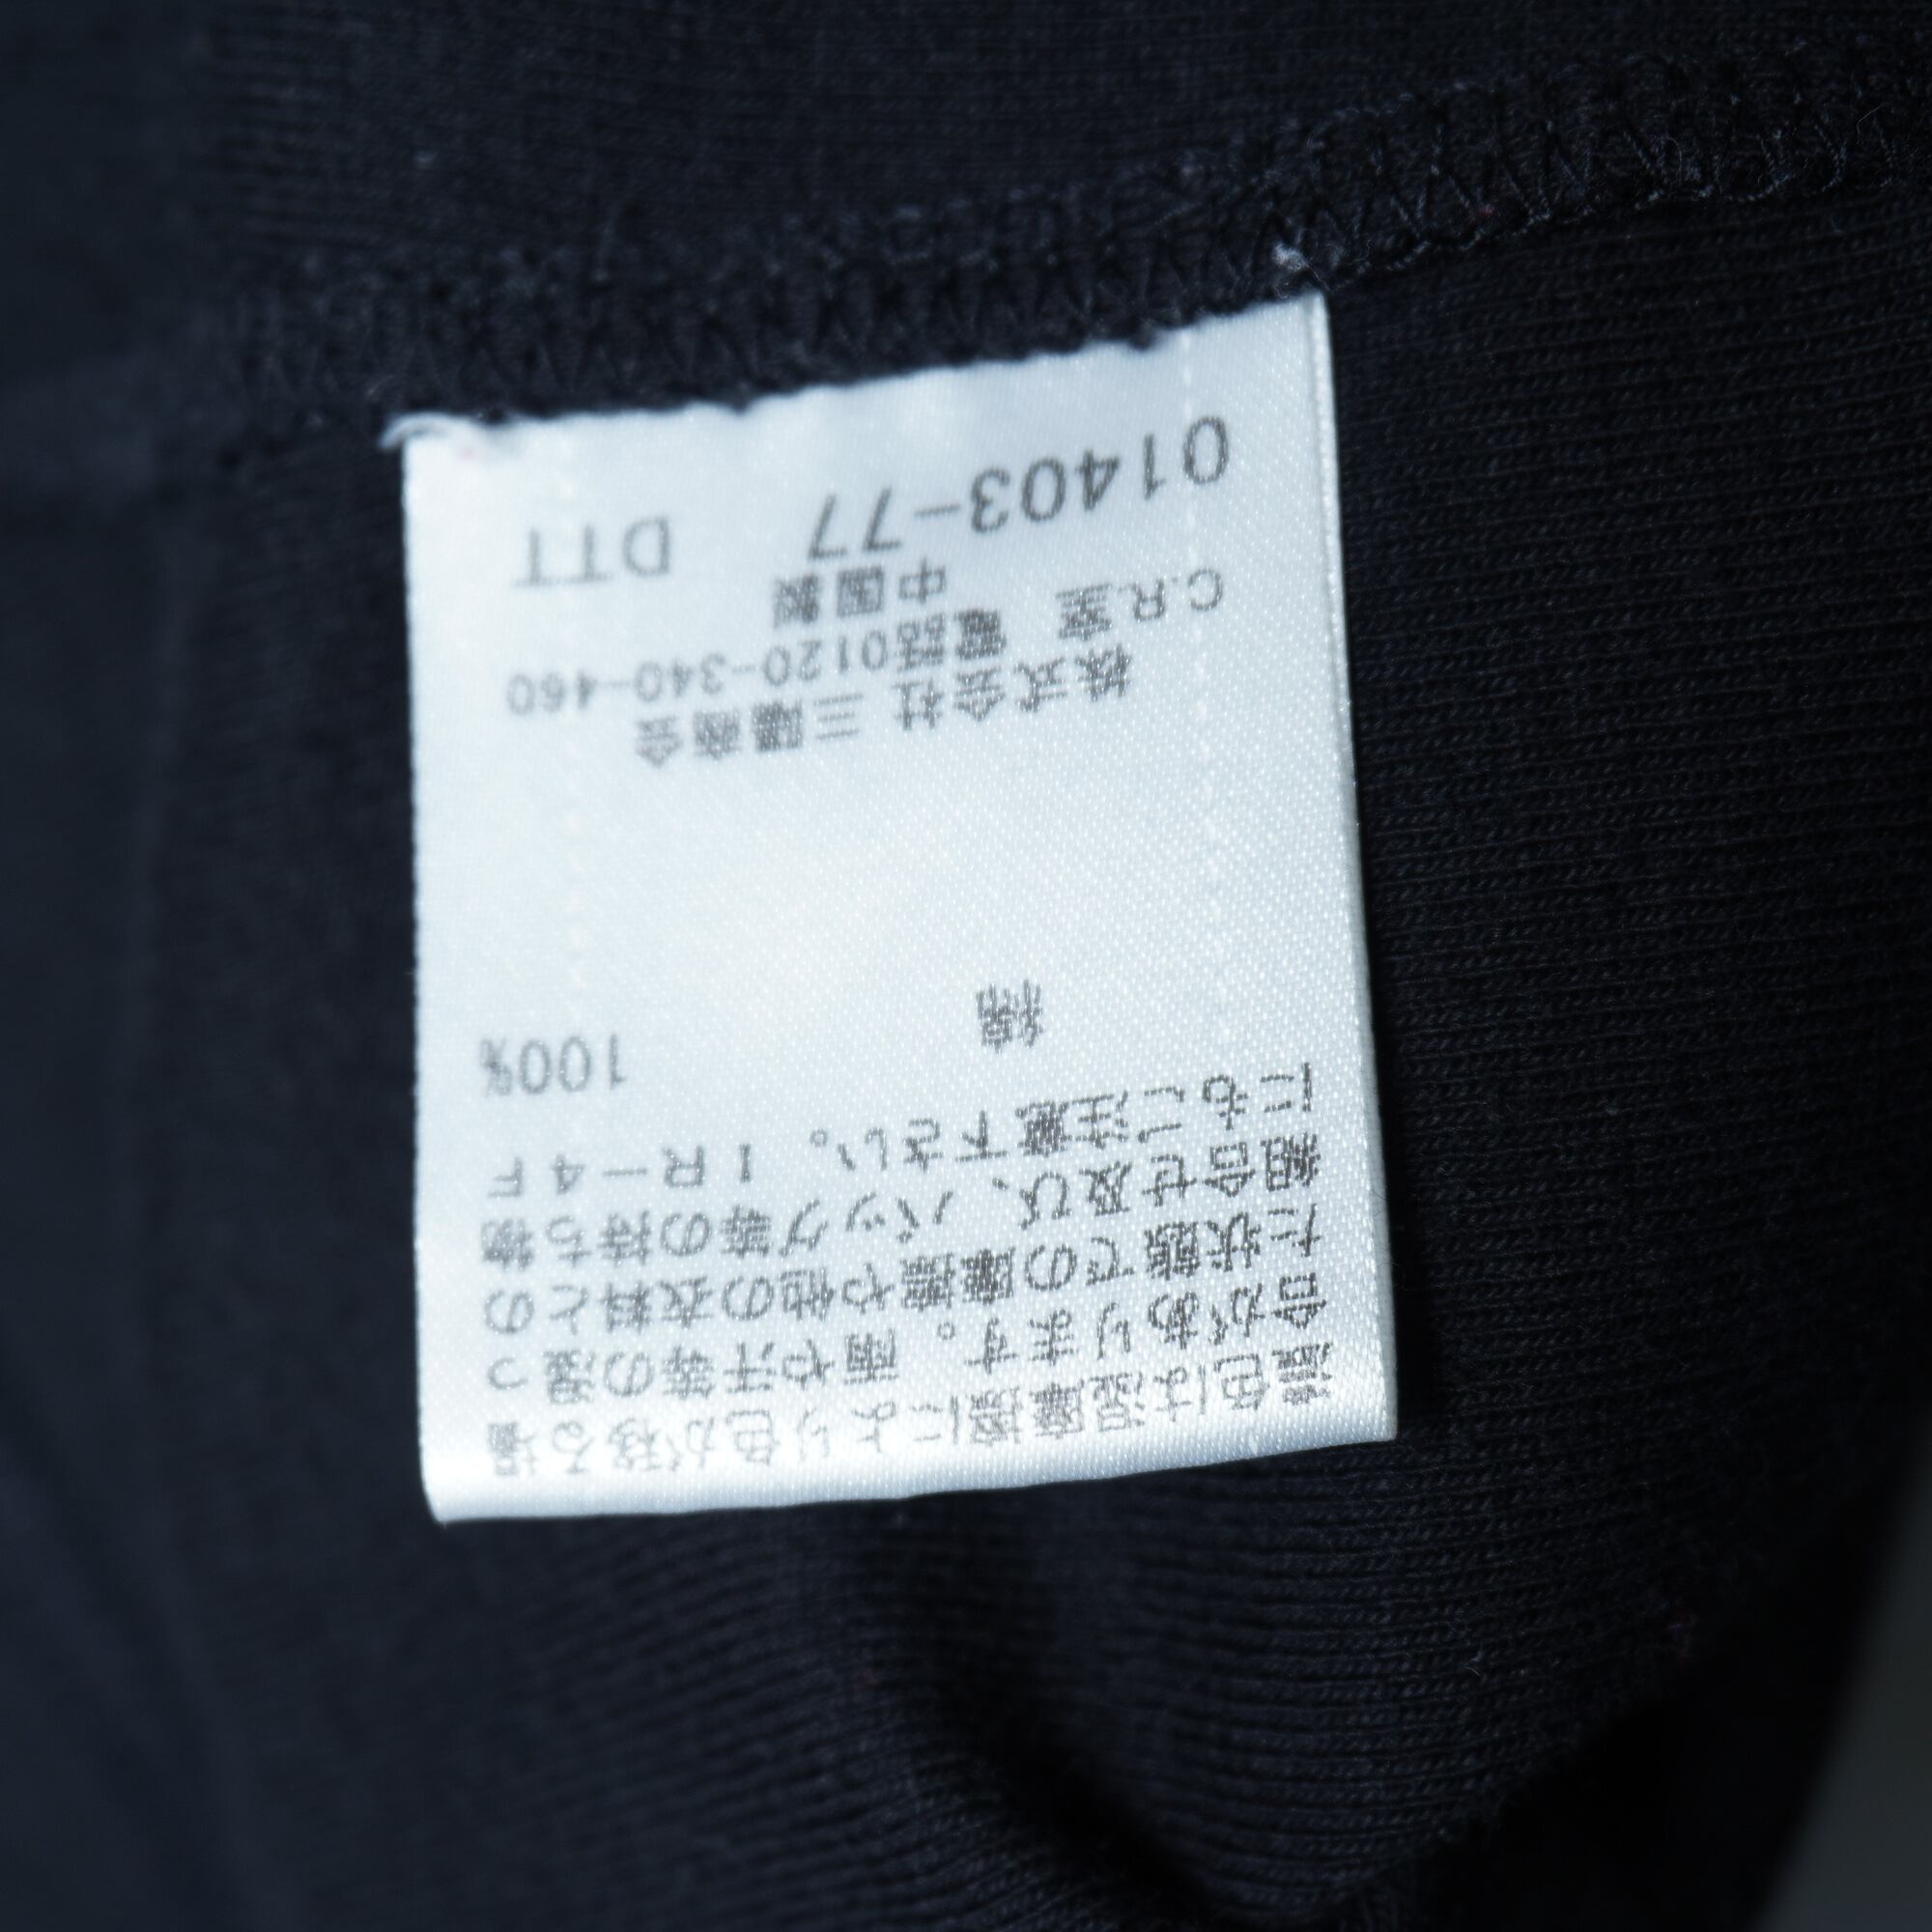 濃色は湿摩擦により色が移る場
合があります。雨や汗等の湿っ
た状態での摩擦や他の衣料との
組合せ及び、バッグ等の持ち物
にもご注意下さい。IR－4F
綿 100%
株式会社 三陽商会
C.R.室 電話0120-340-460
中国製
01403-77 DTT